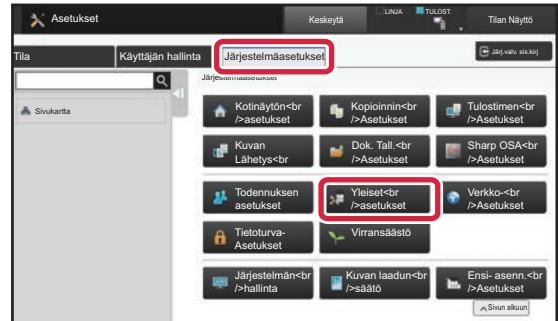 Asetukset
Keskeytä
LINJA
TULOST.
Tilan Näyttö
Tila
Käyttäjän hallinta
Järjestelmäasetukset
Järj.valv. sis.kirj
Järjestelmäasetukset
Sivukartta
Kotinäytön<br
/>asetukset
Kopioinnin<br
/>Asetukset
Tulostimen<br
/>Asetukset
Kuvan
Lähetys<br
Dok. Tall.<br
/>Asetukset
Sharp OSA<br
/>Asetukset
Todennuksen
asetukset
Yleiset<br
/>asetukset
Verkko-<br
/>Asetukset
Tietoturva-
Asetukset
Virransäästö
Järjestelmän<br
/>hallinta
Kuvan laadun<br
/>säätö
Ensi- asenn.<br
/>Asetukset
Sivun alkuun